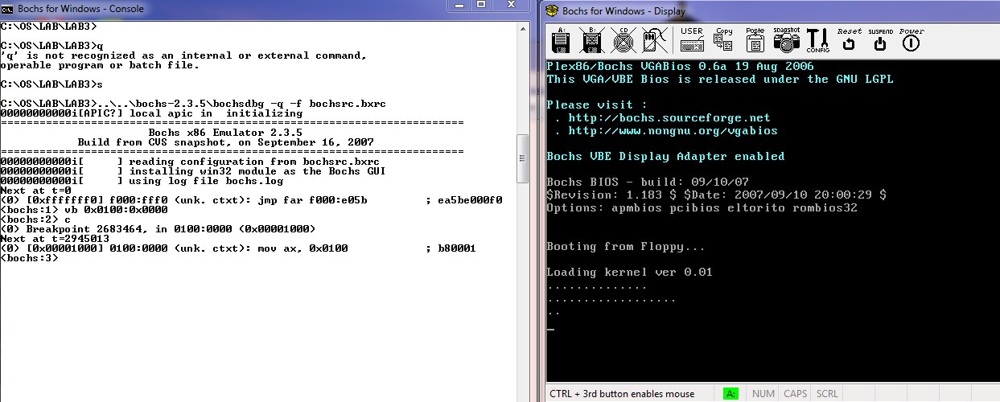 Bochs for Windows - Console
C:\OS\LAB\LAB3>
C:\OS\LAB\LAB3>q
'q' is not recognized as an internal or external command,
operable program or batch file.
C:\OS\LAB\LAB3>s
C:\OS\LAB\LAB3>..\..\bochs-2.3.5\bochsdbg -q -f bochsrc.bxrc
00000000000i[APIC?] local apic in  initializing
========================================================================
Bochs x86 Emulator 2.3.5
Build from CVS snapshot, on September 16, 2007
========================================================================
00000000000i[     ] reading configuration from bochsrc.bxrc
00000000000i[     ] installing win32 module as the Bochs GUI
00000000000i[     ] using log file bochs.log
Next at t=0
(0) [0xfffffff0] f000:fff0 (unk. ctxt): jmp far f000:e05b         ; ea5be000f0
<bochs:1> vb 0x0100:0x0000
<bochs:2> c
(0) Breakpoint 2683464, in 0100:0000 (0x00001000)
Next at t=2945013
(0) [0x00001000] 0100:0000 (unk. ctxt): mov ax, 0x0100            ; b80001
<bochs:3>
Bochs for Windows - Display
A: B: CD USER Copy Paste Snapshot CONFIG Reset SUSPEND Power
Plex86/Bochs VGABios 0.6a 19 Aug 2006
This VGA/VBE Bios is released under the GNU LGPL
Please visit :
. http://bochs.sourceforge.net
. http://www.nongnu.org/vgabios
Bochs VBE Display Adapter enabled
Bochs BIOS - build: 09/10/07
$Revision: 1.183 $ $Date: 2007/09/10 20:00:29 $
Options: apmbios pcibios eltorito rombios32
Booting from Floppy...
Loading kernel ver 0.01
..............
..................
..
_
CTRL + 3rd button enables mouse A: NUM CAPS SCRL